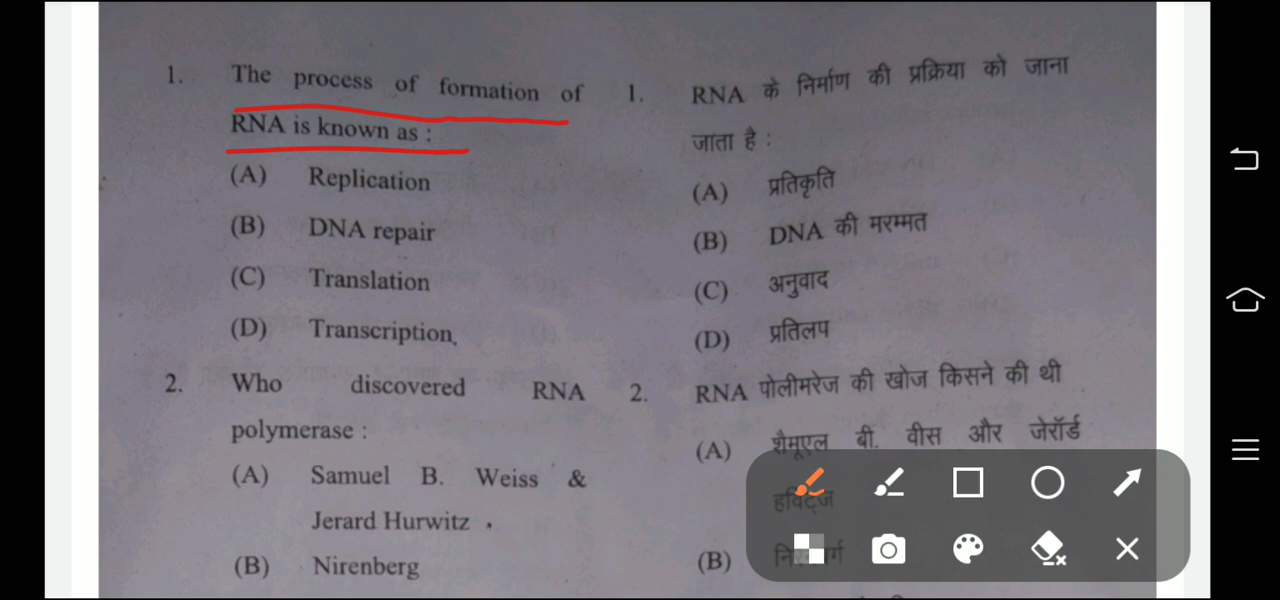 1. The process of formation of
RNA is known as :
(A) Replication
(B) DNA repair
(C) Translation
(D) Transcription
2. Who discovered RNA
polymerase :
(A) Samuel B. Weiss &
Jerard Hurwitz
(B) Nirenberg
1. RNA के निर्माण की प्रक्रिया को जाना
जाता है :
(A) प्रतिकृति
(B) DNA की मरम्मत
(C) अनुवाद
(D) प्रतिलप
2. RNA पोलीमरेज की खोज किसने की थी
(A) शैमूएल बी. वीस और जेरॉर्ड
हर्विट्ज
(B)